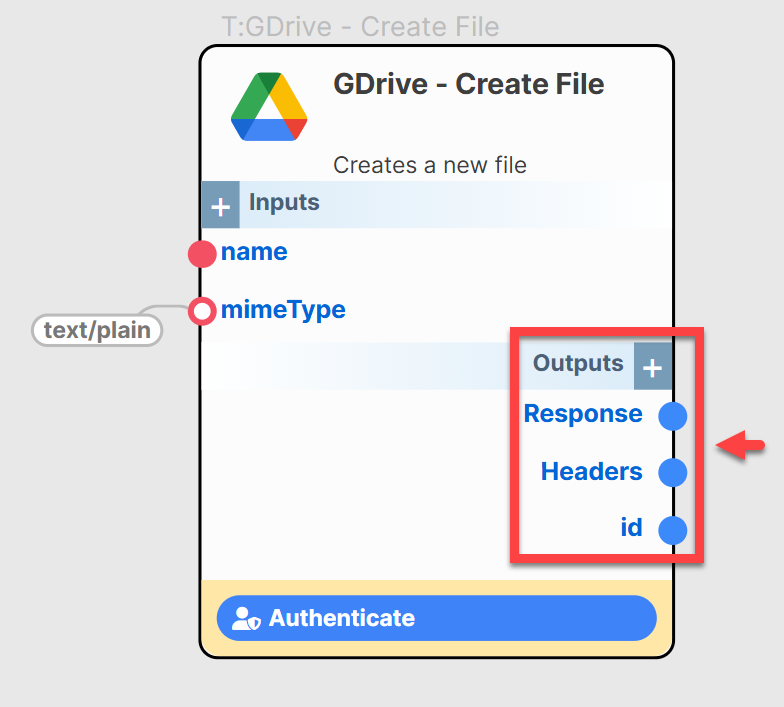 T:GDrive - Create File
GDrive - Create File
Creates a new file
+ Inputs
name
mimeType
text/plain
Outputs +
Response
Headers
id
Authenticate